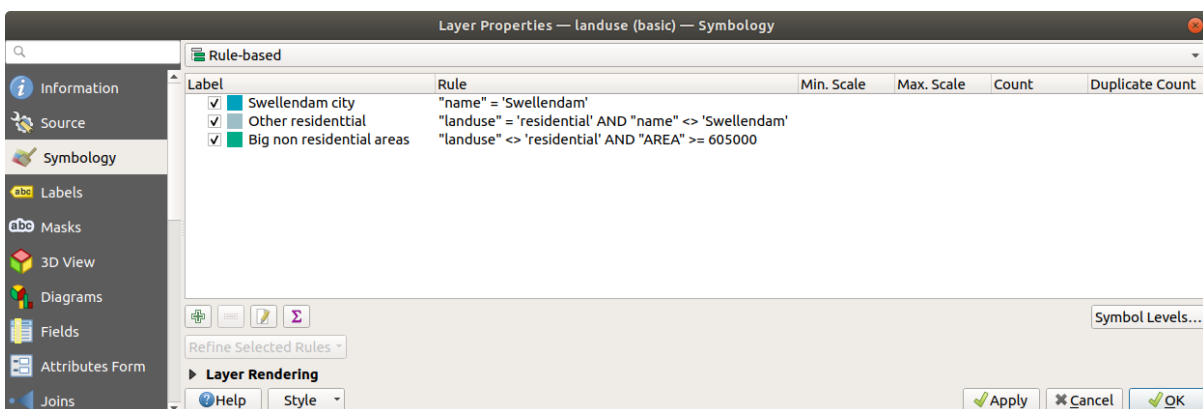 Layer Properties — landuse (basic) — Symbology
Rule-based
Information
Source
Symbology
abc Labels
abc Masks
3D View
Diagrams
Fields
Attributes Form
Joins
Label Rule Min. Scale Max. Scale Count Duplicate Count
Swellendam city "name" = 'Swellendam'
Other residenttial "landuse" = 'residential' AND "name" <> 'Swellendam'
Big non residential areas "landuse" <> 'residential' AND "AREA" >= 605000
Σ
Symbol Levels...
Refine Selected Rules
Layer Rendering
Help Style Apply Cancel OK